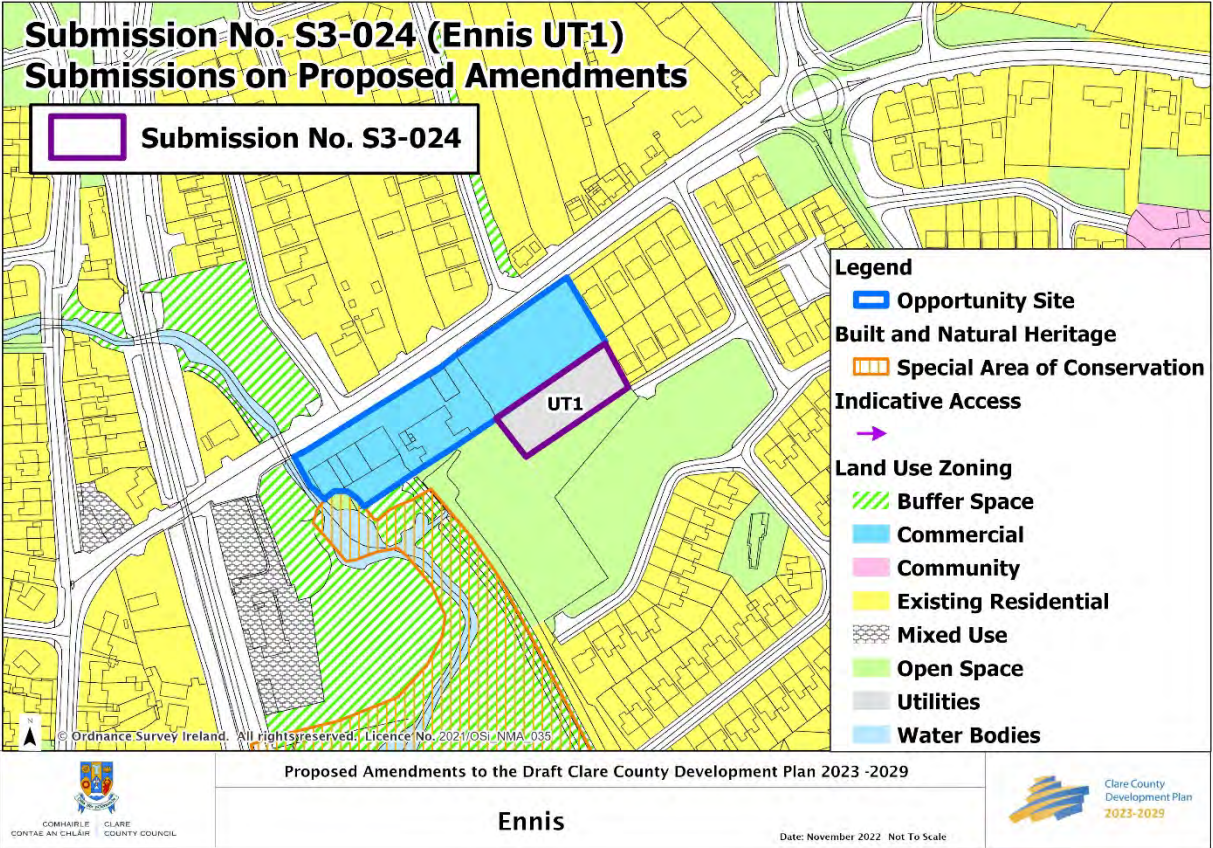 Submission No. S3-024 (Ennis UT1)
Submissions on Proposed Amendments
Submission No. S3-024
UT1
Legend
Opportunity Site
Built and Natural Heritage
Special Area of Conservation
Indicative Access
Land Use Zoning
Buffer Space
Commercial
Community
Existing Residential
Mixed Use
Open Space
Utilities
Water Bodies
N
© Ordnance Survey Ireland. All rights reserved. Licence No. 2021/OSi_NMA_035
COMHAIRLE CLARE
CONTAE AN CHLÁIR COUNTY COUNCIL
Proposed Amendments to the Draft Clare County Development Plan 2023 -2029
Ennis
Date: November 2022 Not To Scale
Clare County
Development Plan
2023-2029